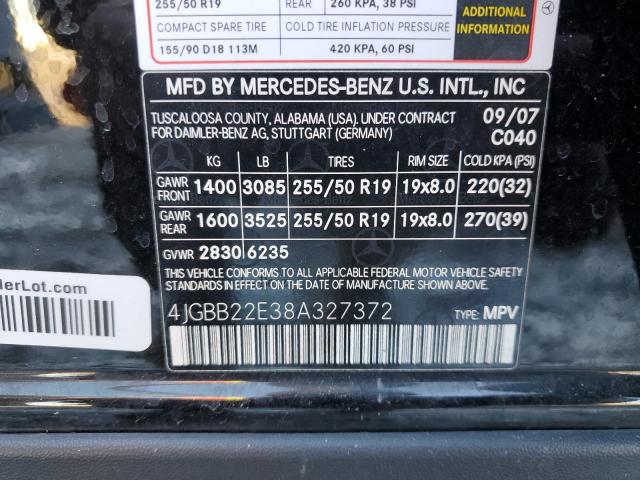 255/50 R19 REAR 260 KPA, 38 PSI
COMPACT SPARE TIRE COLD TIRE INFLATION PRESSURE
155/90 D18 113M 420 KPA, 60 PSI
ADDITIONAL
INFORMATION
MFD BY MERCEDES-BENZ U.S. INTL., INC
TUSCALOOSA COUNTY, ALABAMA (USA). UNDER CONTRACT 09/07
FOR DAIMLER-BENZ AG, STUTTGART (GERMANY) C040
KG LB TIRES RIM SIZE COLD KPA (PSI)
GAWR FRONT 1400 3085 255/50 R19 19x8.0 220(32)
GAWR REAR 1600 3525 255/50 R19 19x8.0 270(39)
GVWR 2830 6235
THIS VEHICLE CONFORMS TO ALL APPLICABLE FEDERAL MOTOR VEHICLE SAFETY
STANDARDS IN EFFECT ON THE DATE OF MANUFACTURE SHOWN ABOVE.
4JGBB22E38A327372 TYPE: MPV
lerLot.com